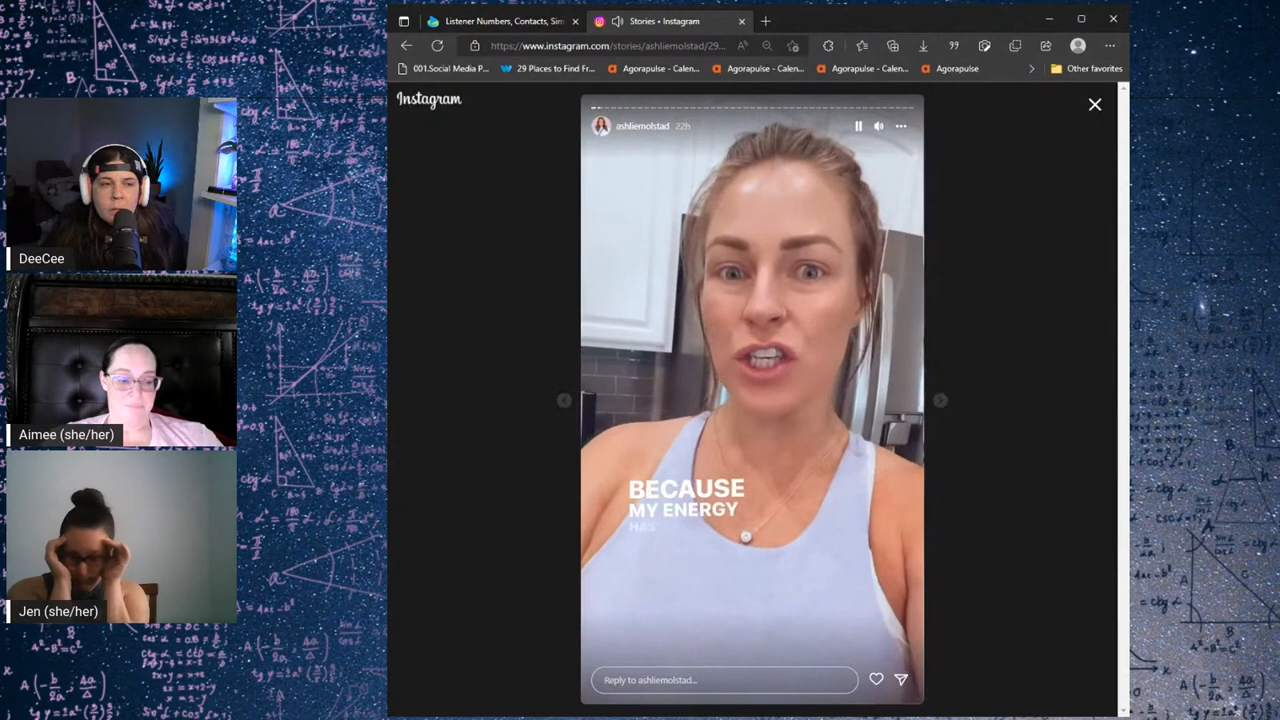 DeeCee
Aimee (she/her)
Jen (she/her)
Listener Numbers, Contacts, Sim
Stories • Instagram
https://www.instagram.com/stories/ashliemolstad/29...
001.Social Media P...
29 Places to Find Fr...
Agorapulse - Calen...
Agorapulse - Calen...
Agorapulse - Calen...
Agorapulse
Other favorites
Instagram
ashliemolstad 22h
BECAUSE
MY ENERGY
HAS
Reply to ashliemolstad...